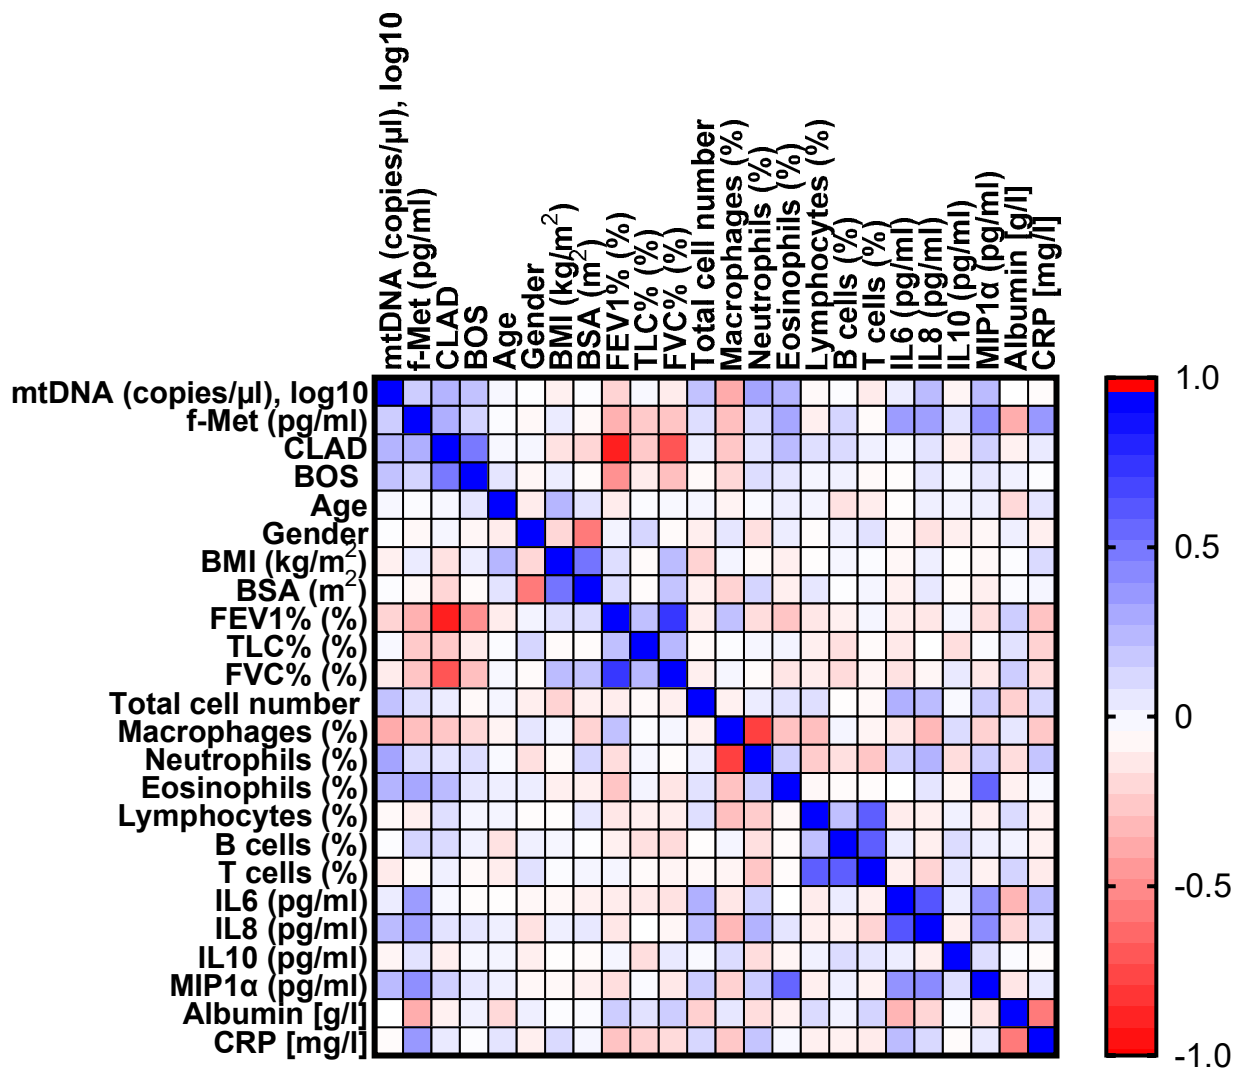 mtDNA (copies/µl), log10
f-Met (pg/ml)
CLAD
BOS
Age
Gender
BMI (kg/m2)
BSA (m2)
FEV1% (%)
TLC% (%)
FVC% (%)
Total cell number
Macrophages (%)
Neutrophils (%)
Eosinophils (%)
Lymphocytes (%)
B cells (%)
T cells (%)
IL6 (pg/ml)
IL8 (pg/ml)
IL10 (pg/ml)
MIP1α (pg/ml)
Albumin [g/l]
CRP [mg/l]
mtDNA (copies/µl), log10
f-Met (pg/ml)
CLAD
BOS
Age
Gender
BMI (kg/m2)
BSA (m2)
FEV1% (%)
TLC% (%)
FVC% (%)
Total cell number
Macrophages (%)
Neutrophils (%)
Eosinophils (%)
Lymphocytes (%)
B cells (%)
T cells (%)
IL6 (pg/ml)
IL8 (pg/ml)
IL10 (pg/ml)
MIP1α (pg/ml)
Albumin [g/l]
CRP [mg/l]
1.0
0.5
0
-0.5
-1.0